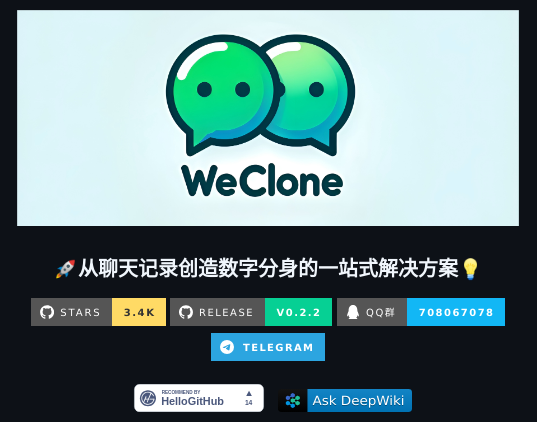 WeClone
🚀从聊天记录创造数字分身的一站式解决方案💡
STARS 3.4K RELEASE V0.2.2 QQ群 708067078
TELEGRAM
RECOMMEND BY
HelloGitHub ▲ 14 Ask DeepWiki